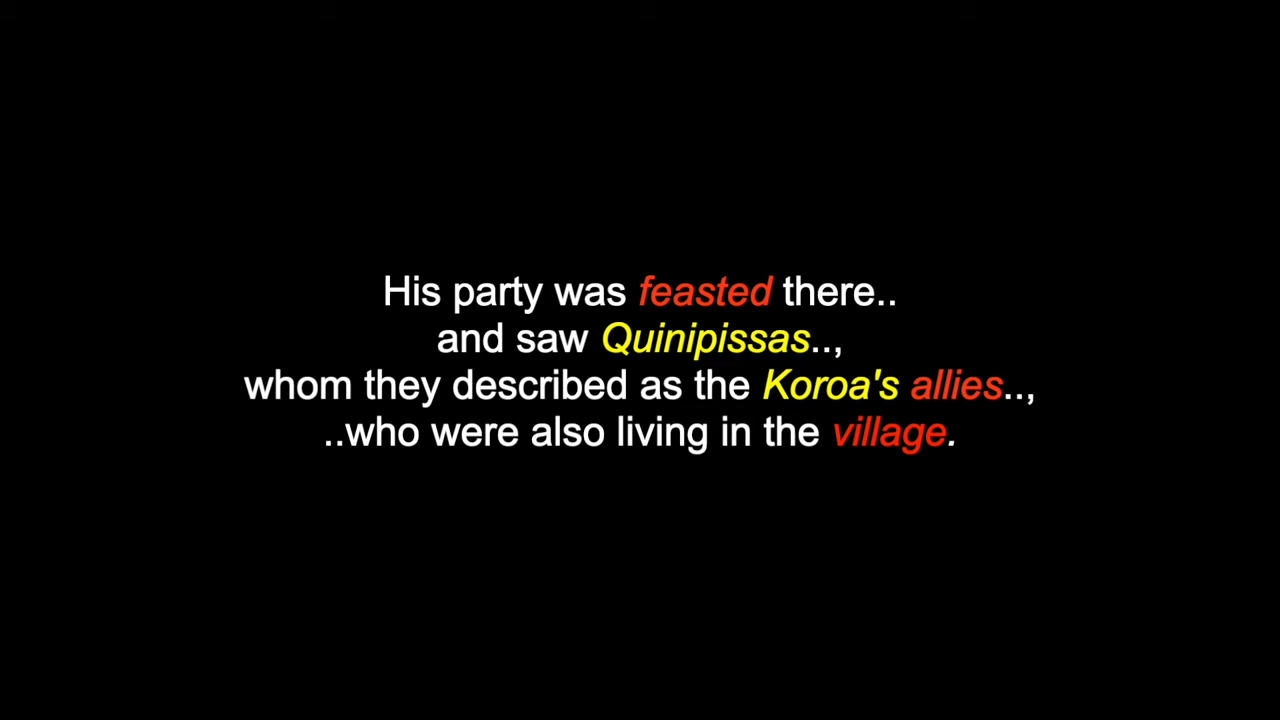 His party was feasted there..
and saw Quinipissas..,
whom they described as the Koroa's allies..,
..who were also living in the village.